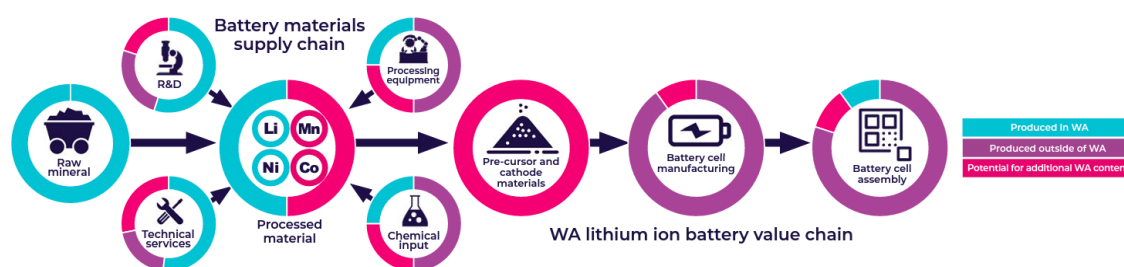 Battery materials
supply chain
R&D
Processing
equipment
Raw
mineral
Li
Mn
Ni
Co
Pre-cursor and
cathode
materials
Battery cell
manufacturing
Battery cell
assembly
Produced in WA
Produced outside of WA
Potential for additional WA content
Technical
services
Processed
material
Chemical
input
WA lithium ion battery value chain